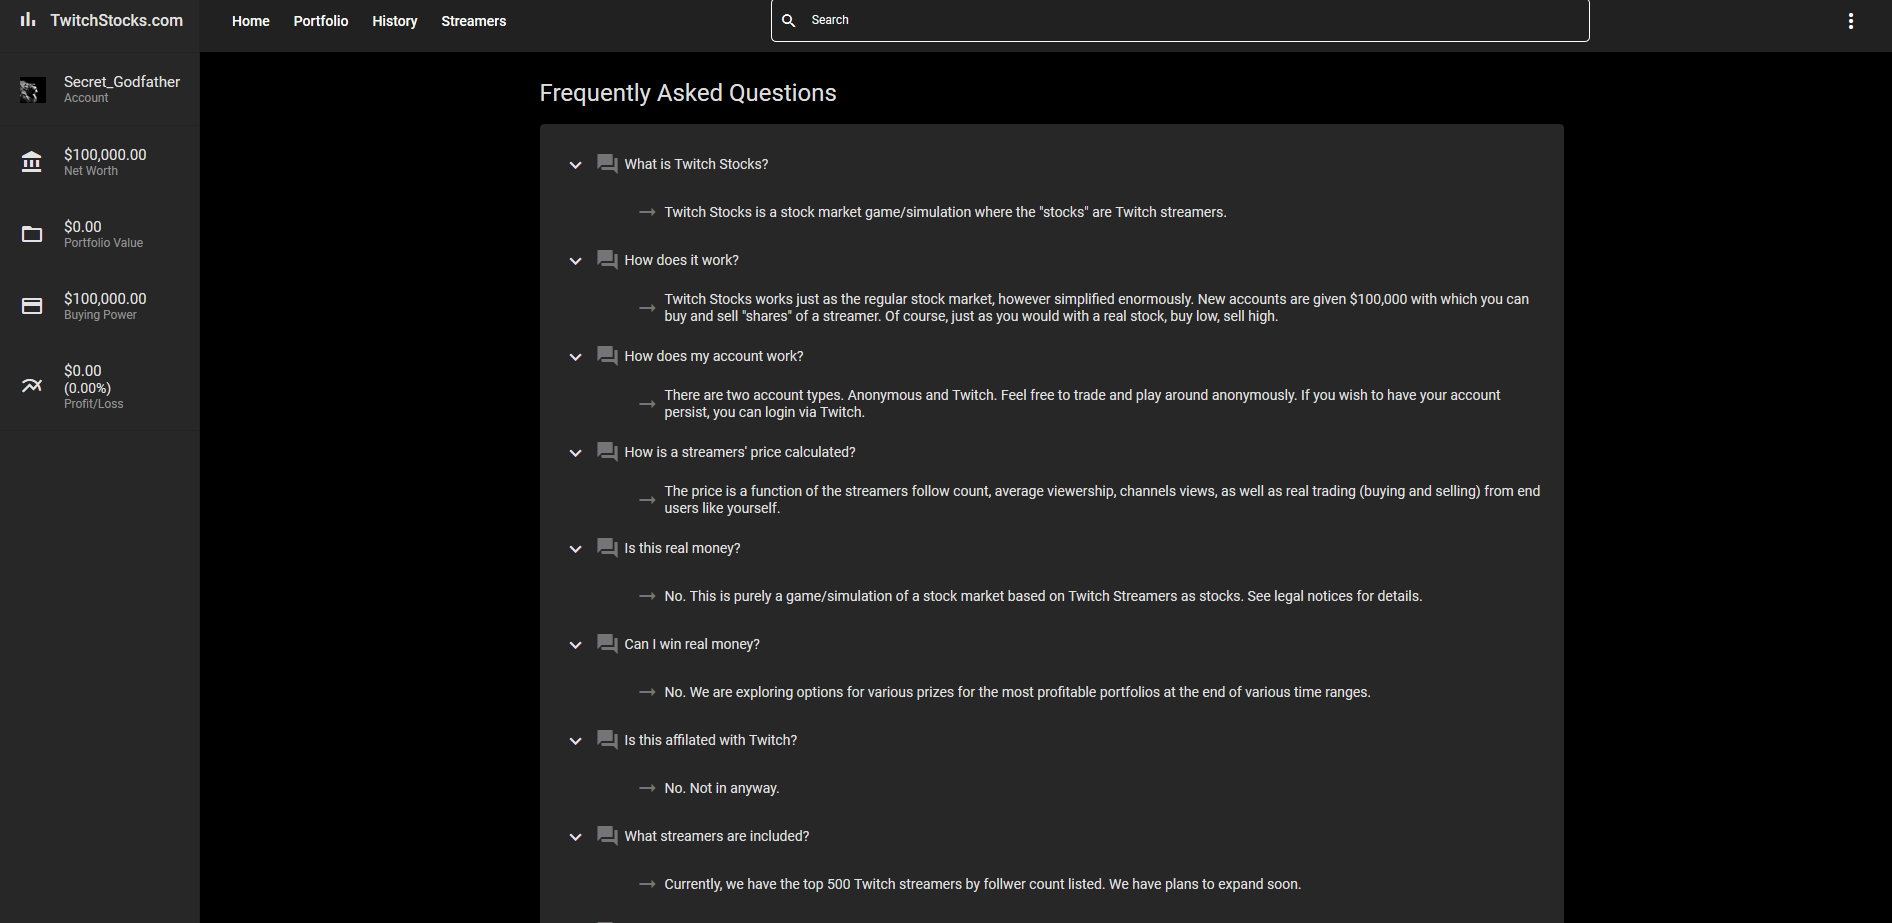 TwitchStocks.com
Home
Portfolio
History
Streamers
Search
Secret_Godfather
Account
$100,000.00
Net Worth
$0.00
Portfolio Value
$100,000.00
Buying Power
$0.00
(0.00%)
Profit/Loss
Frequently Asked Questions
What is Twitch Stocks?
Twitch Stocks is a stock market game/simulation where the "stocks" are Twitch streamers.
How does it work?
Twitch Stocks works just as the regular stock market, however simplified enormously. New accounts are given $100,000 with which you can
buy and sell "shares" of a streamer. Of course, just as you would with a real stock, buy low, sell high.
How does my account work?
There are two account types. Anonymous and Twitch. Feel free to trade and play around anonymously. If you wish to have your account
persist, you can login via Twitch.
How is a streamers' price calculated?
The price is a function of the streamers follow count, average viewership, channels views, as well as real trading (buying and selling) from end
users like yourself.
Is this real money?
No. This is purely a game/simulation of a stock market based on Twitch Streamers as stocks. See legal notices for details.
Can I win real money?
No. We are exploring options for various prizes for the most profitable portfolios at the end of various time ranges.
Is this affilated with Twitch?
No. Not in anyway.
What streamers are included?
Currently, we have the top 500 Twitch streamers by follwer count listed. We have plans to expand soon.